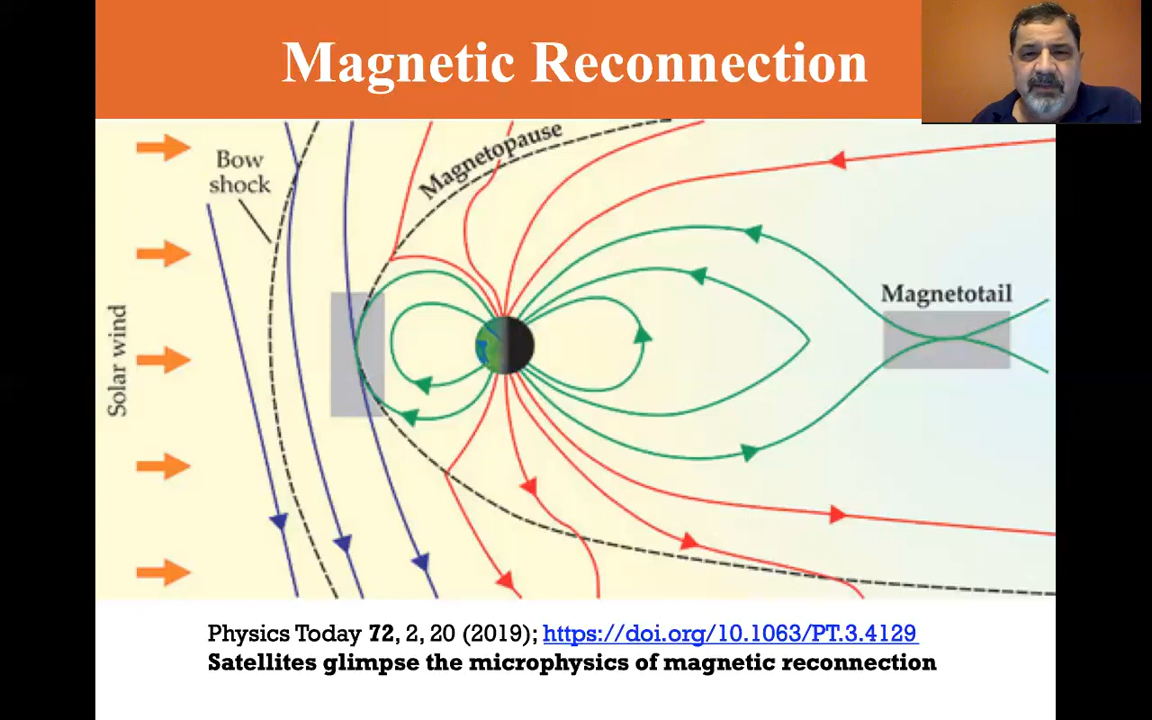 Magnetic Reconnection
Bow
shock
Magnetopause
Magnetotail
Solar wind
Physics Today 72, 2, 20 (2019); https://doi.org/10.1063/PT.3.4129
Satellites glimpse the microphysics of magnetic reconnection